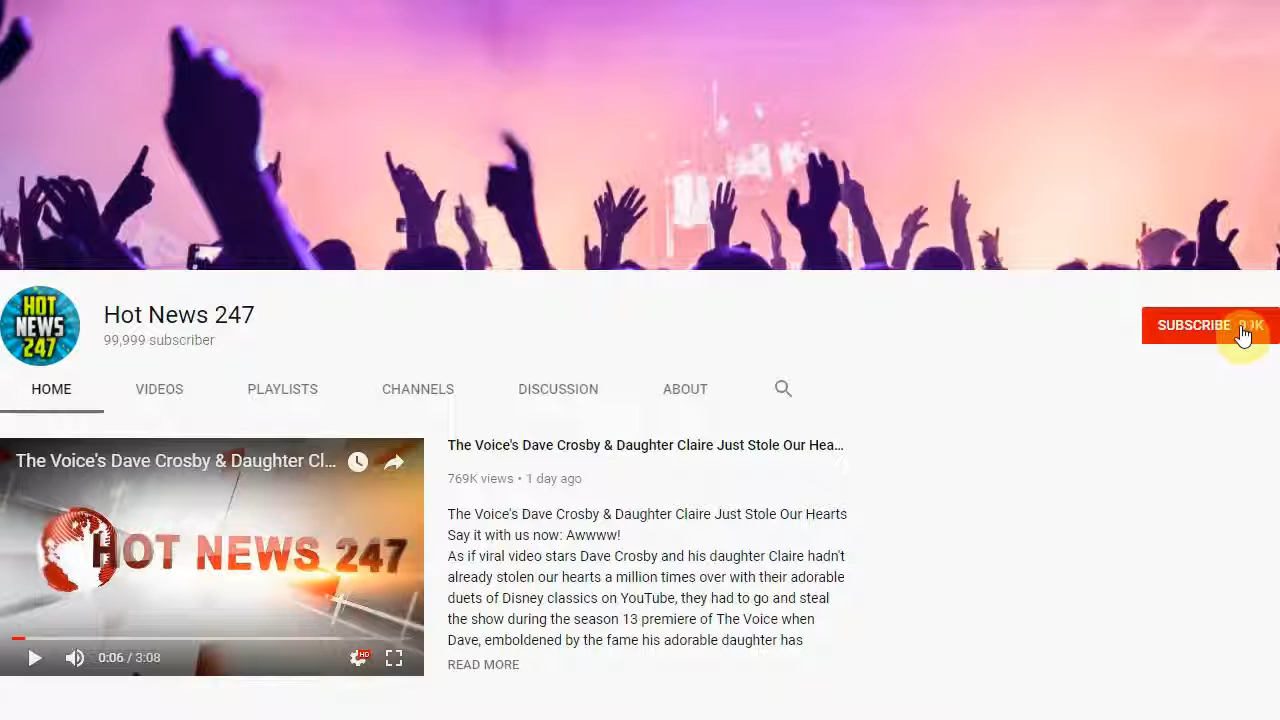 HOT
NEWS
247
Hot News 247
99,999 subscriber
SUBSCRIBE
HOME
VIDEOS
PLAYLISTS
CHANNELS
DISCUSSION
ABOUT
The Voice's Dave Crosby & Daughter Cl...
HOT NEWS 247
0:06 / 3:08
HD
The Voice's Dave Crosby & Daughter Claire Just Stole Our Hea...
769K views • 1 day ago
The Voice's Dave Crosby & Daughter Claire Just Stole Our Hearts
Say it with us now: Awwww!
As if viral video stars Dave Crosby and his daughter Claire hadn't
already stolen our hearts a million times over with their adorable
duets of Disney classics on YouTube, they had to go and steal
the show during the season 13 premiere of The Voice when
Dave, emboldened by the fame his adorable daughter has
READ MORE